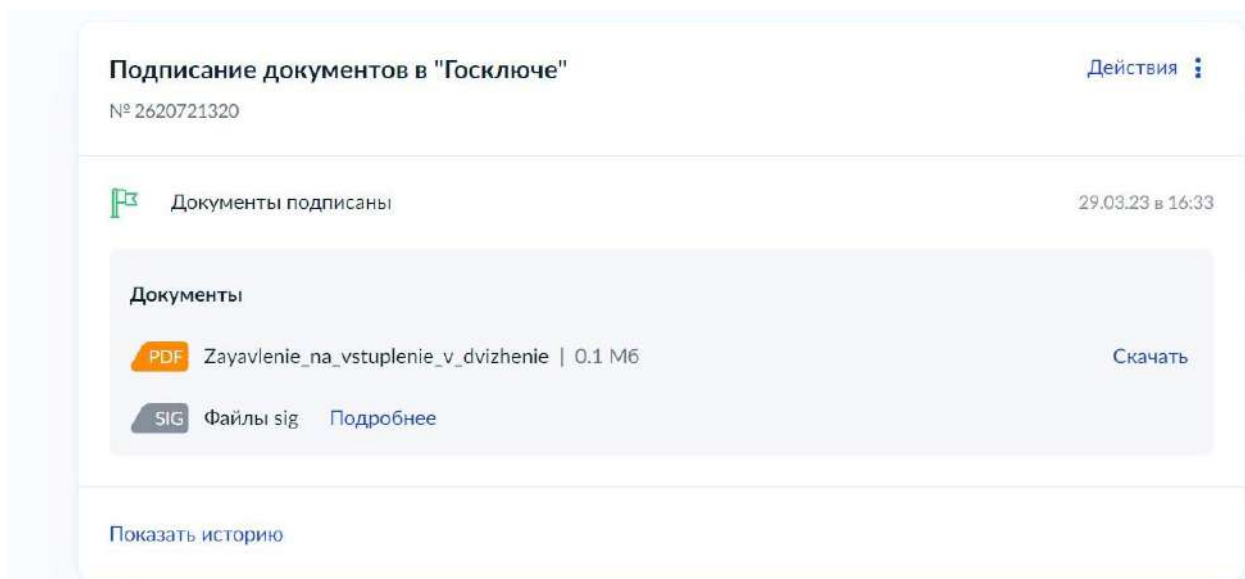 Подписание документов в "Госключе"
Действия
№ 2620721320
Документы подписаны
29.03.23 в 16:33
Документы
PDF Zayavlenie_na_vstuplenie_v_dvizhenie | 0.1 Мб
Скачать
SIG Файлы sig Подробнее
Показать историю